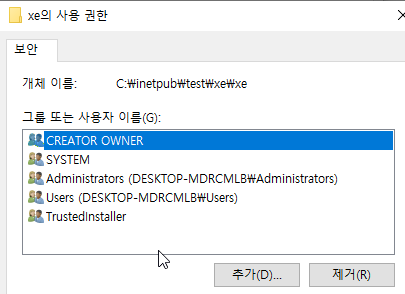 xe의 사용 권한
보안
개체 이름: C:₩inetpub₩test₩xe₩xe
그룹 또는 사용자 이름(G):
CREATOR OWNER
SYSTEM
Administrators (DESKTOP-MDRCMLB₩Administrators)
Users (DESKTOP-MDRCMLB₩Users)
TrustedInstaller
추가(D)... 제거(R)